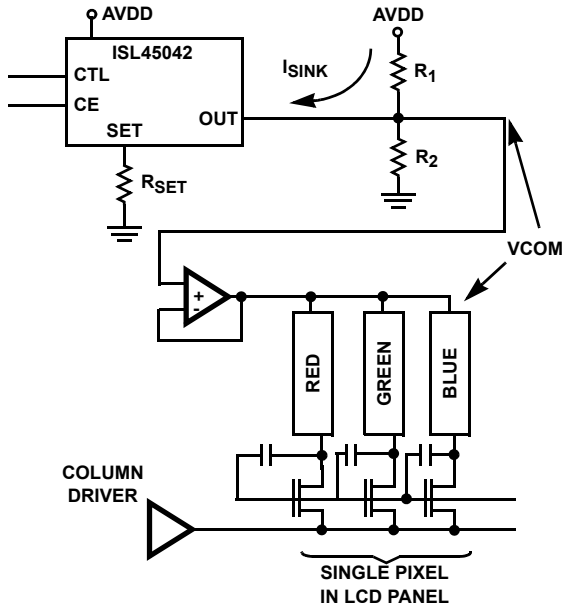 AVDD
AVDD
ISL45042
CTL
CE
SET
OUT
ISINK
R1
R2
RSET
VCOM
+
-
RED
GREEN
BLUE
COLUMN
DRIVER
SINGLE PIXEL
IN LCD PANEL